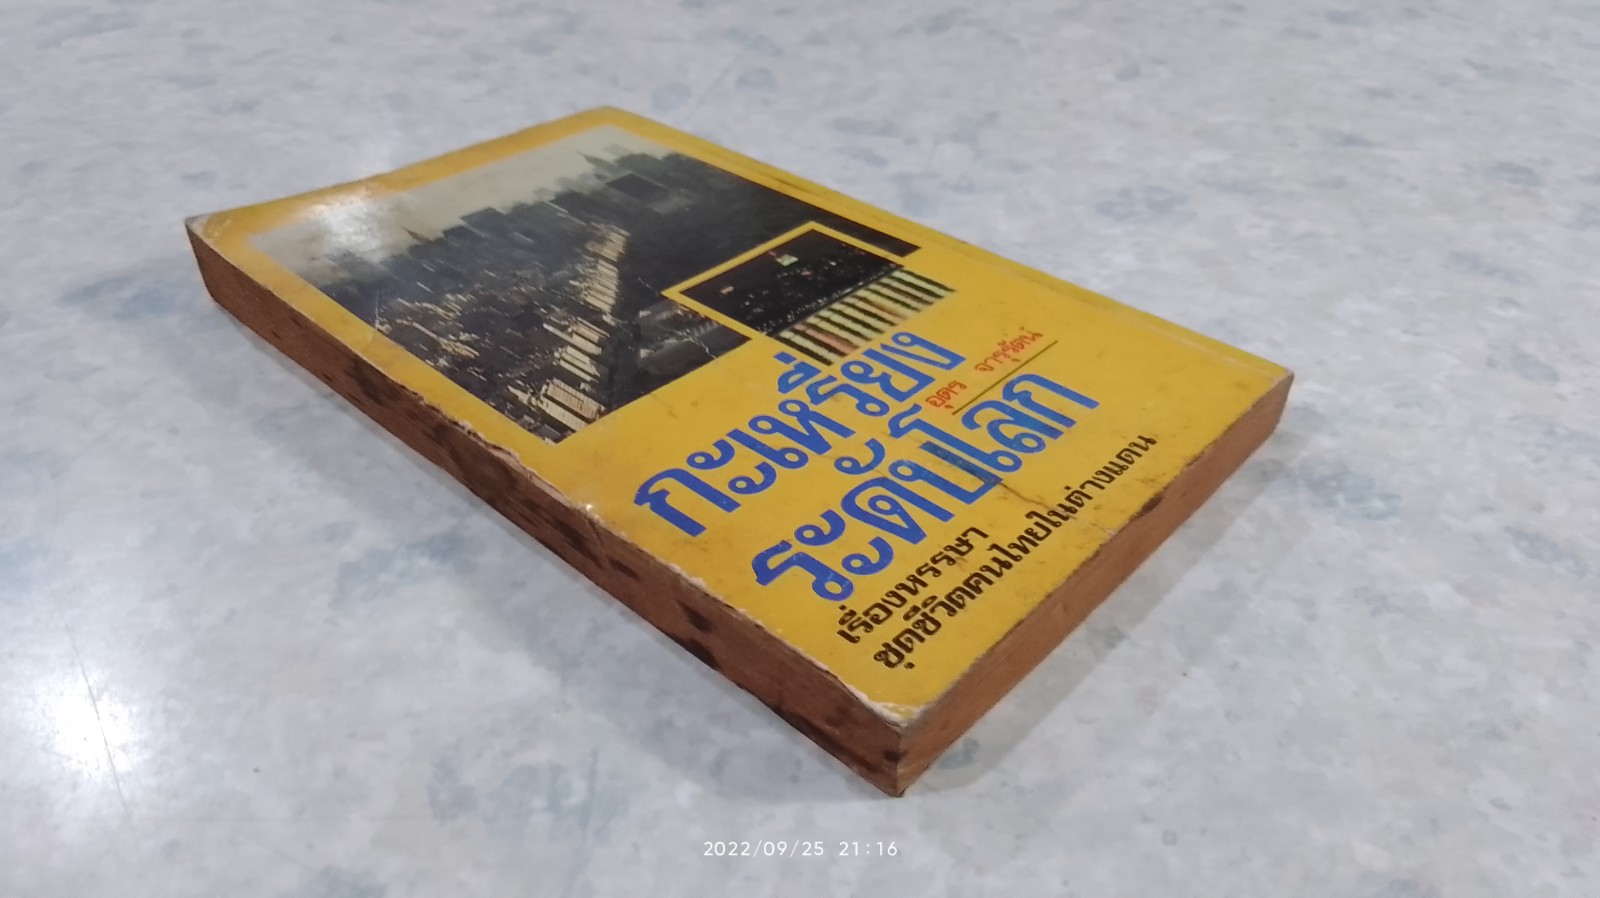 กะเหรี่ยง
อุดร จารุรัตน์
ระดับโลก
เรื่องหรรษา
ชุดชีวิตคนไทยในต่างแดน
2022/09/25 21:16